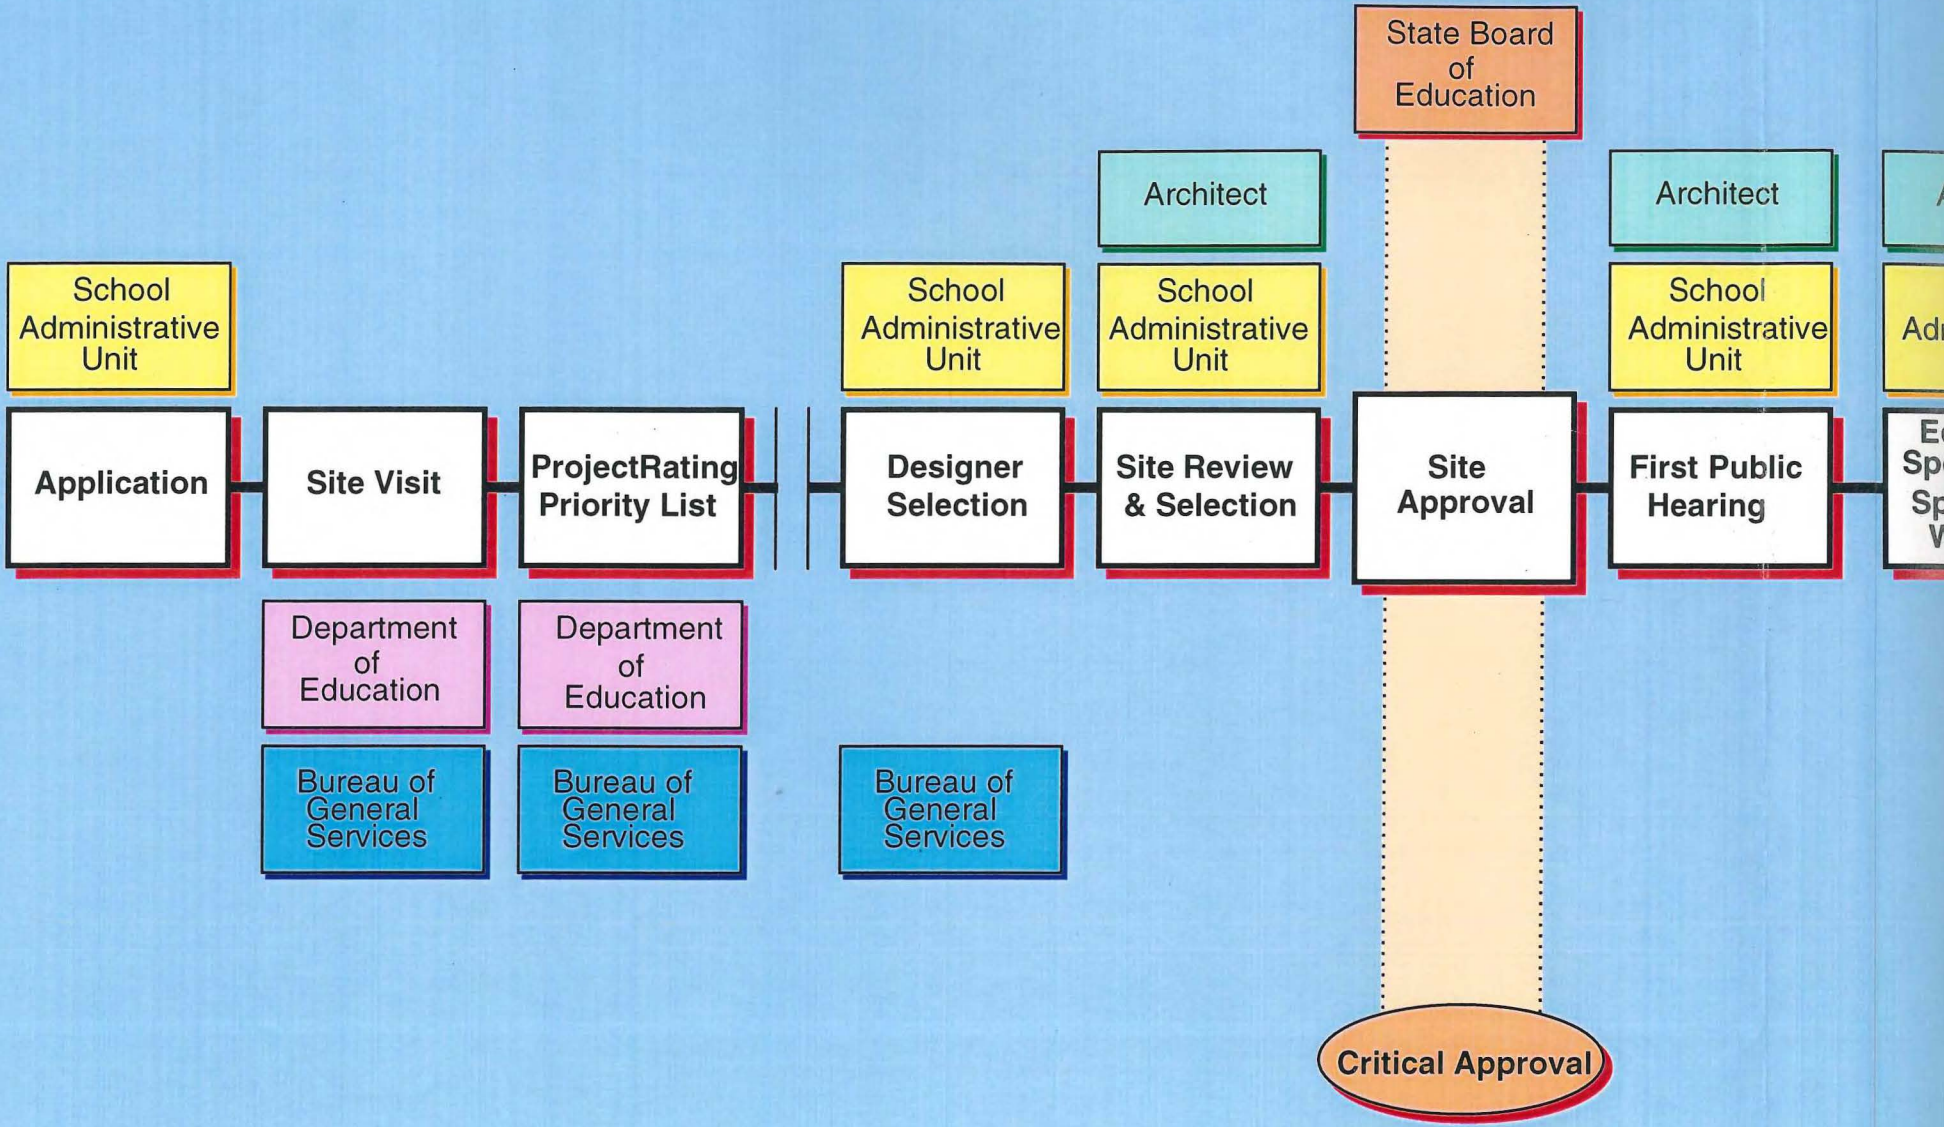 State Board
of
Education
Architect
Architect
School
Administrative
Unit
School
Administrative
Unit
School
Administrative
Unit
School
Administrative
Unit
Application
Site Visit
ProjectRating
Priority List
Designer
Selection
Site Review
& Selection
Site
Approval
First Public
Hearing
Department
of
Education
Department
of
Education
Bureau of
General
Services
Bureau of
General
Services
Bureau of
General
Services
Critical Approval